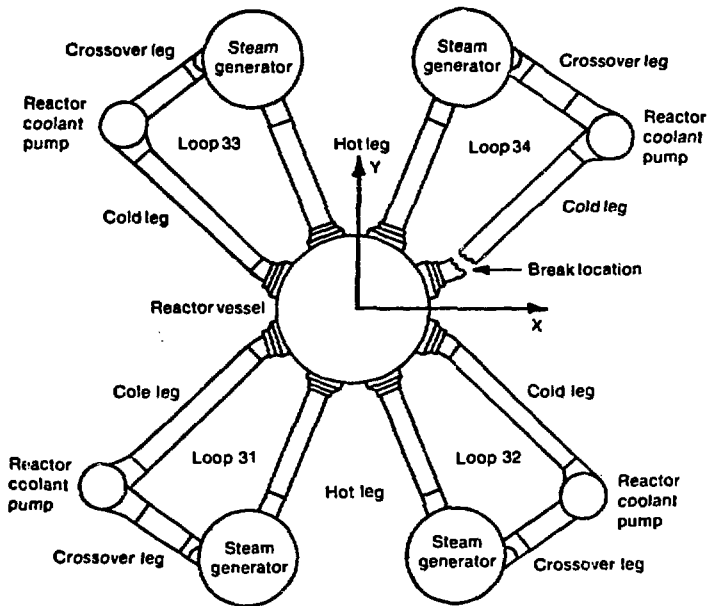 Crossover leg
Steam
generator
Steam
generator
Crossover leg
Reactor
coolant
pump
Loop 33
Hot leg
Y
Loop 34
Reactor
coolant
pump
Cold leg
Cold leg
Break location
Reactor vessel
X
Cole leg
Cold leg
Reactor
coolant
pump
Loop 31
Hot leg
Loop 32
Reactor
coolant
pump
Crossover leg
Steam
generator
Steam
generator
Crossover leg